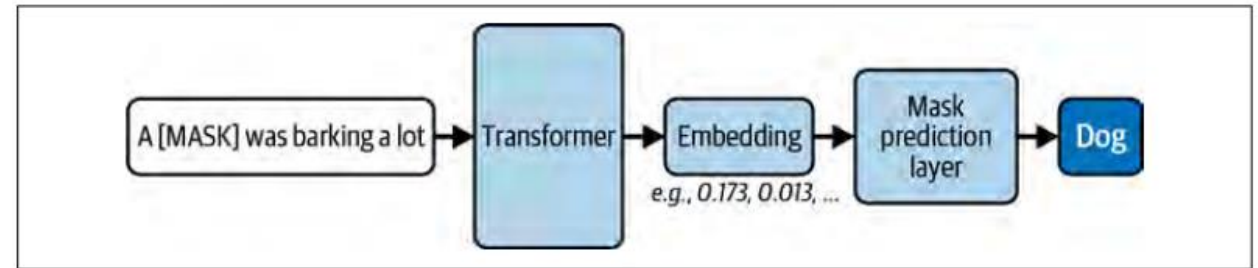 A [MASK] was barking a lot
Transformer
Embedding
e.g., 0.173, 0.013, ...
Mask
prediction
layer
Dog